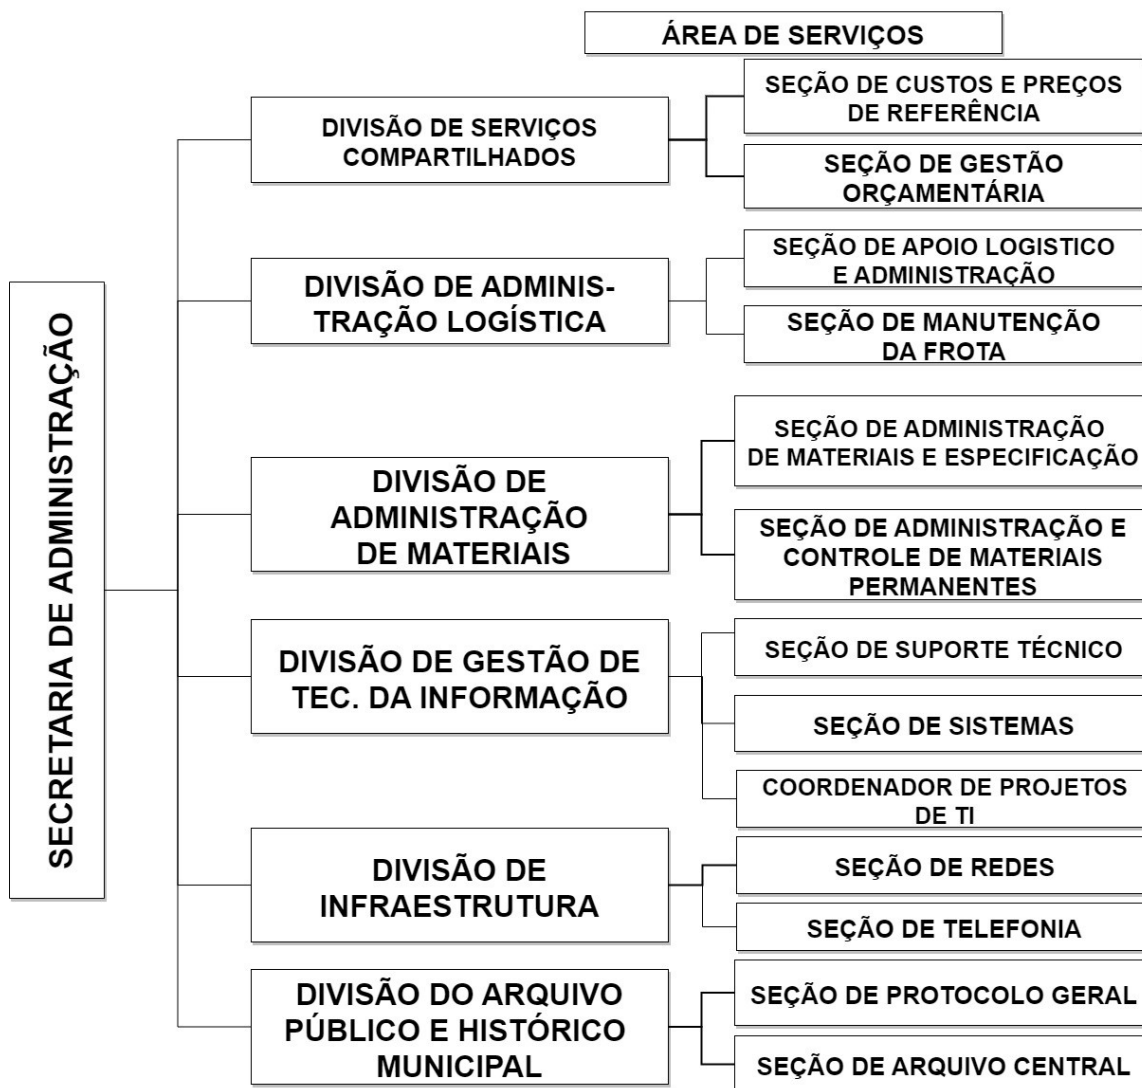 ÁREA DE SERVIÇOS
SECRETARIA DE ADMINISTRAÇÃO
DIVISÃO DE SERVIÇOS
COMPARTILHADOS
SEÇÃO DE CUSTOS E PREÇOS
DE REFERÊNCIA
SEÇÃO DE GESTÃO
ORÇAMENTÁRIA
DIVISÃO DE ADMINIS-
TRAÇÃO LOGÍSTICA
SEÇÃO DE APOIO LOGISTICO
E ADMINISTRAÇÃO
SEÇÃO DE MANUTENÇÃO
DA FROTA
DIVISÃO DE
ADMINISTRAÇÃO
DE MATERIAIS
SEÇÃO DE ADMINISTRAÇÃO
DE MATERIAIS E ESPECIFICAÇÃO
SEÇÃO DE ADMINISTRAÇÃO E
CONTROLE DE MATERIAIS
PERMANENTES
DIVISÃO DE GESTÃO DE
TEC. DA INFORMAÇÃO
SEÇÃO DE SUPORTE TÉCNICO
SEÇÃO DE SISTEMAS
COORDENADOR DE PROJETOS
DE TI
DIVISÃO DE
INFRAESTRUTURA
SEÇÃO DE REDES
SEÇÃO DE TELEFONIA
DIVISÃO DO ARQUIVO
PÚBLICO E HISTÓRICO
MUNICIPAL
SEÇÃO DE PROTOCOLO GERAL
SEÇÃO DE ARQUIVO CENTRAL